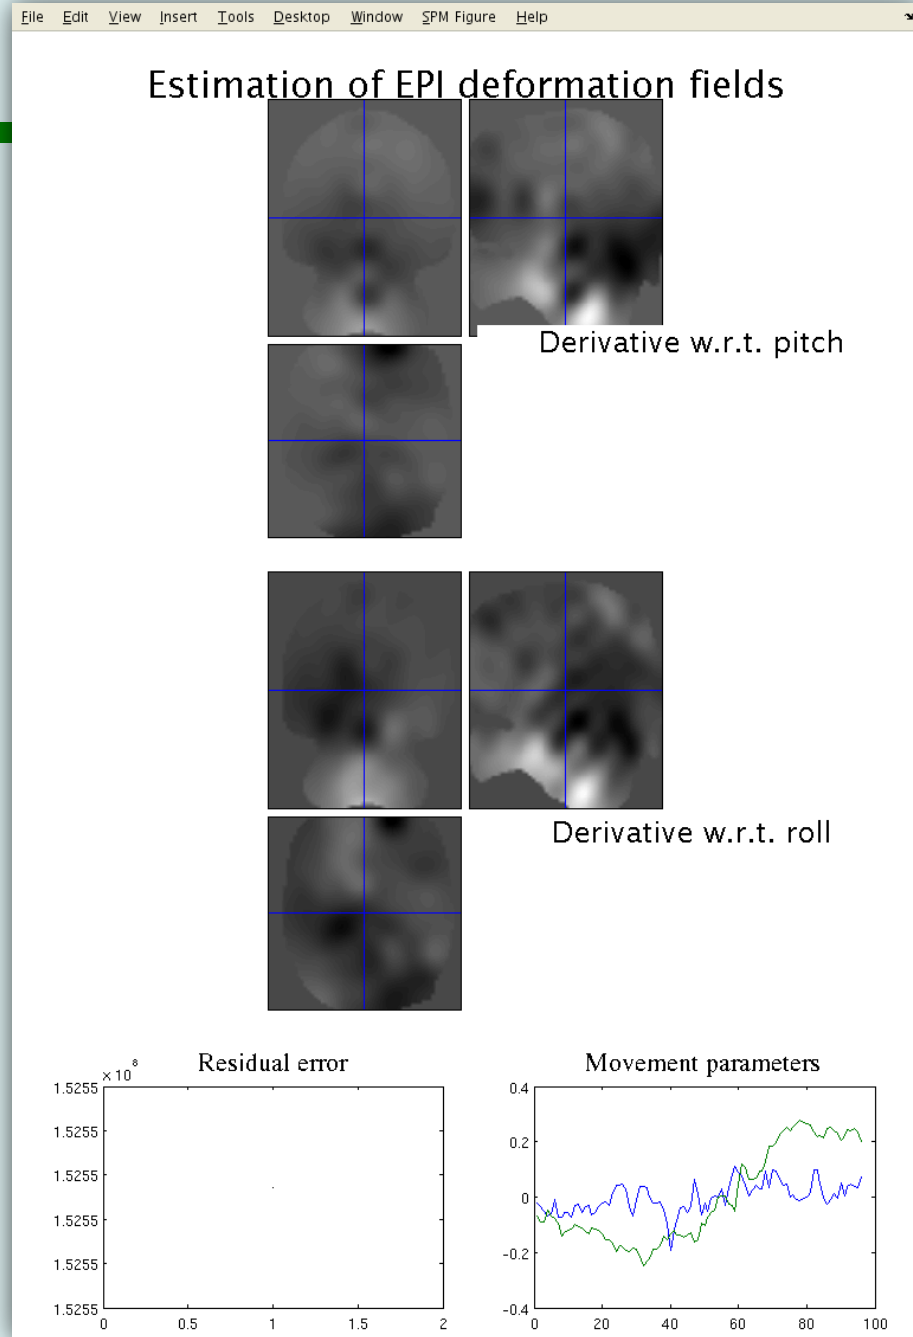 File Edit View Insert Tools Desktop Window SPM Figure Help
Estimation of EPI deformation fields
Derivative w.r.t. pitch
Derivative w.r.t. roll
Residual error
× 10^8
1.5255
1.5255
1.5255
1.5255
1.5255
1.5255
0 0.5 1 1.5 2
Movement parameters
0.4
0.2
0
-0.2
-0.4
0 20 40 60 80 100